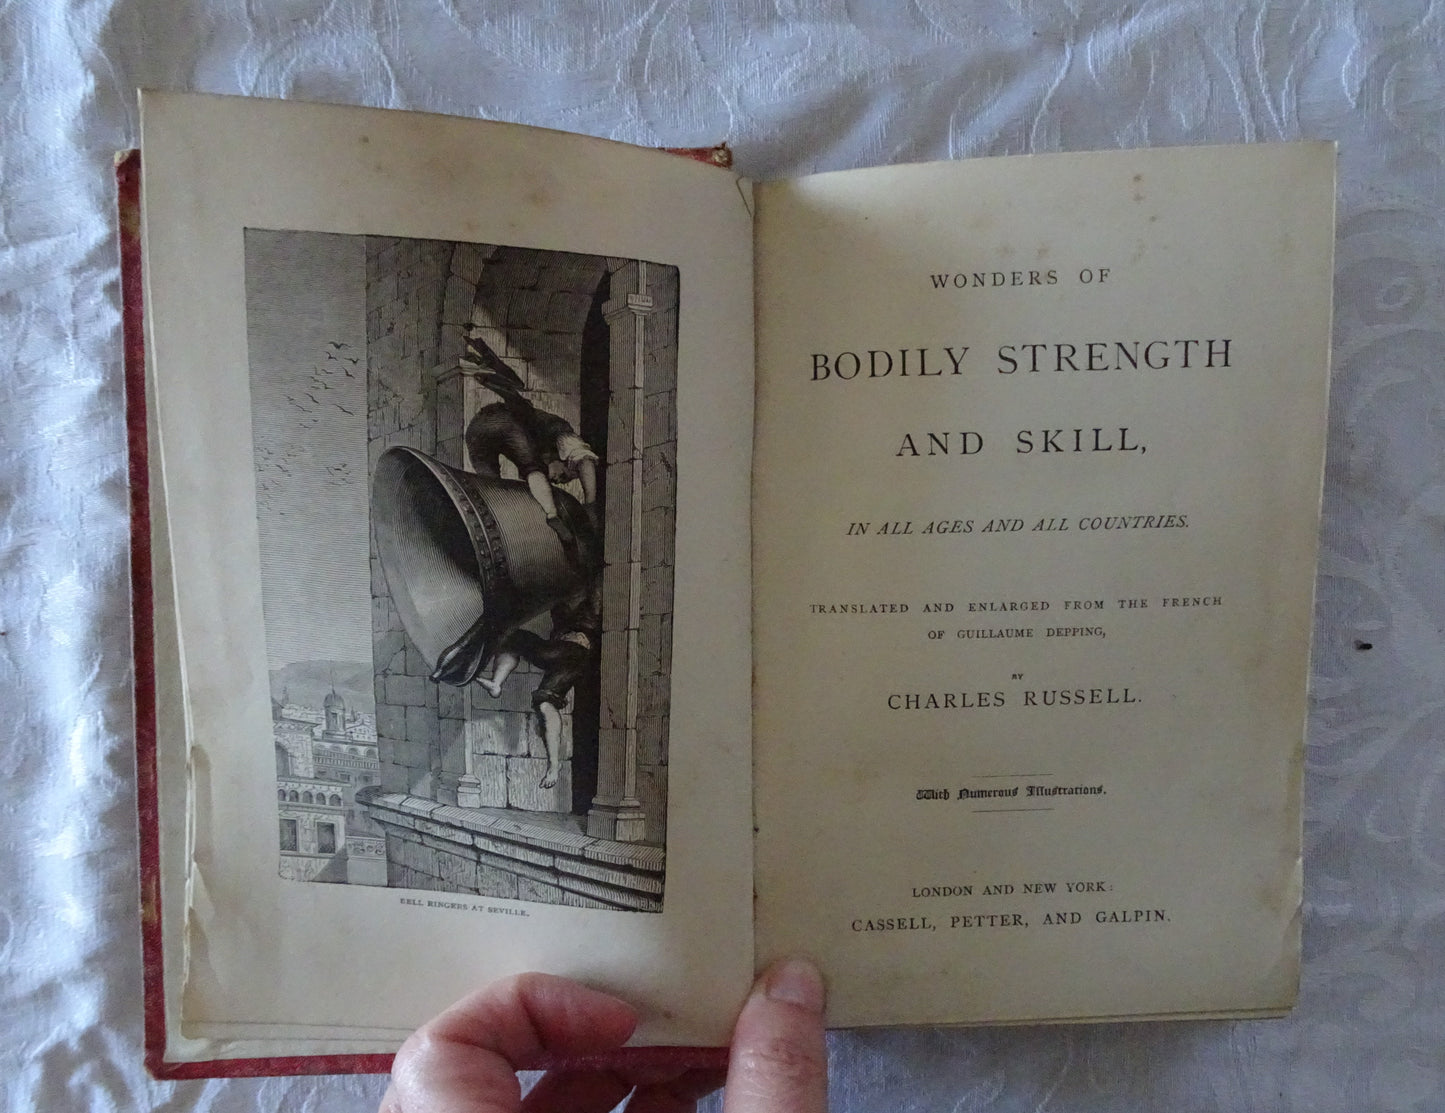 BELL RINGERS AT SEVILLE.
WONDERS OF
BODILY STRENGTH
AND SKILL,
IN ALL AGES AND ALL COUNTRIES.
TRANSLATED AND ENLARGED FROM THE FRENCH
OF GUILLAUME DEPPING,
BY
CHARLES RUSSELL.
With Numerous Illustrations.
LONDON AND NEW YORK:
CASSELL, PETTER, AND GALPIN.